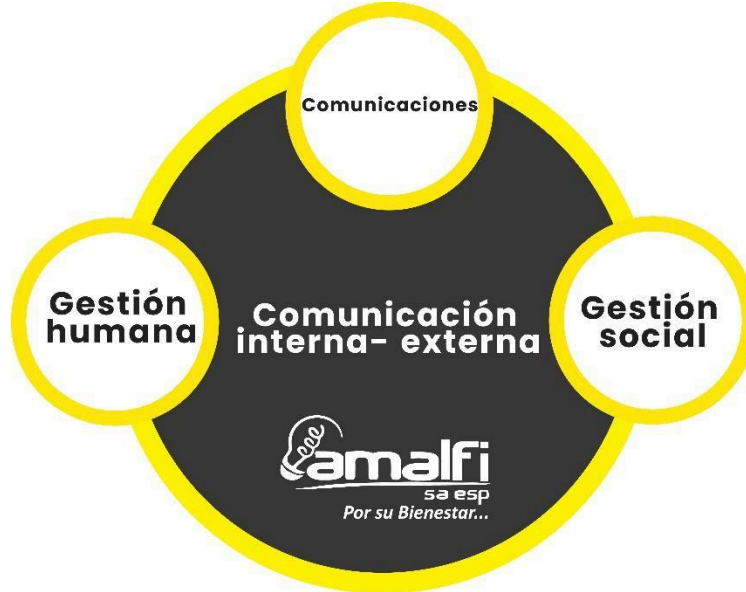 Comunicaciones
Gestión
humana
Comunicación
interna- externa
Gestión
social
amalfi
sa esp
Por su Bienestar...